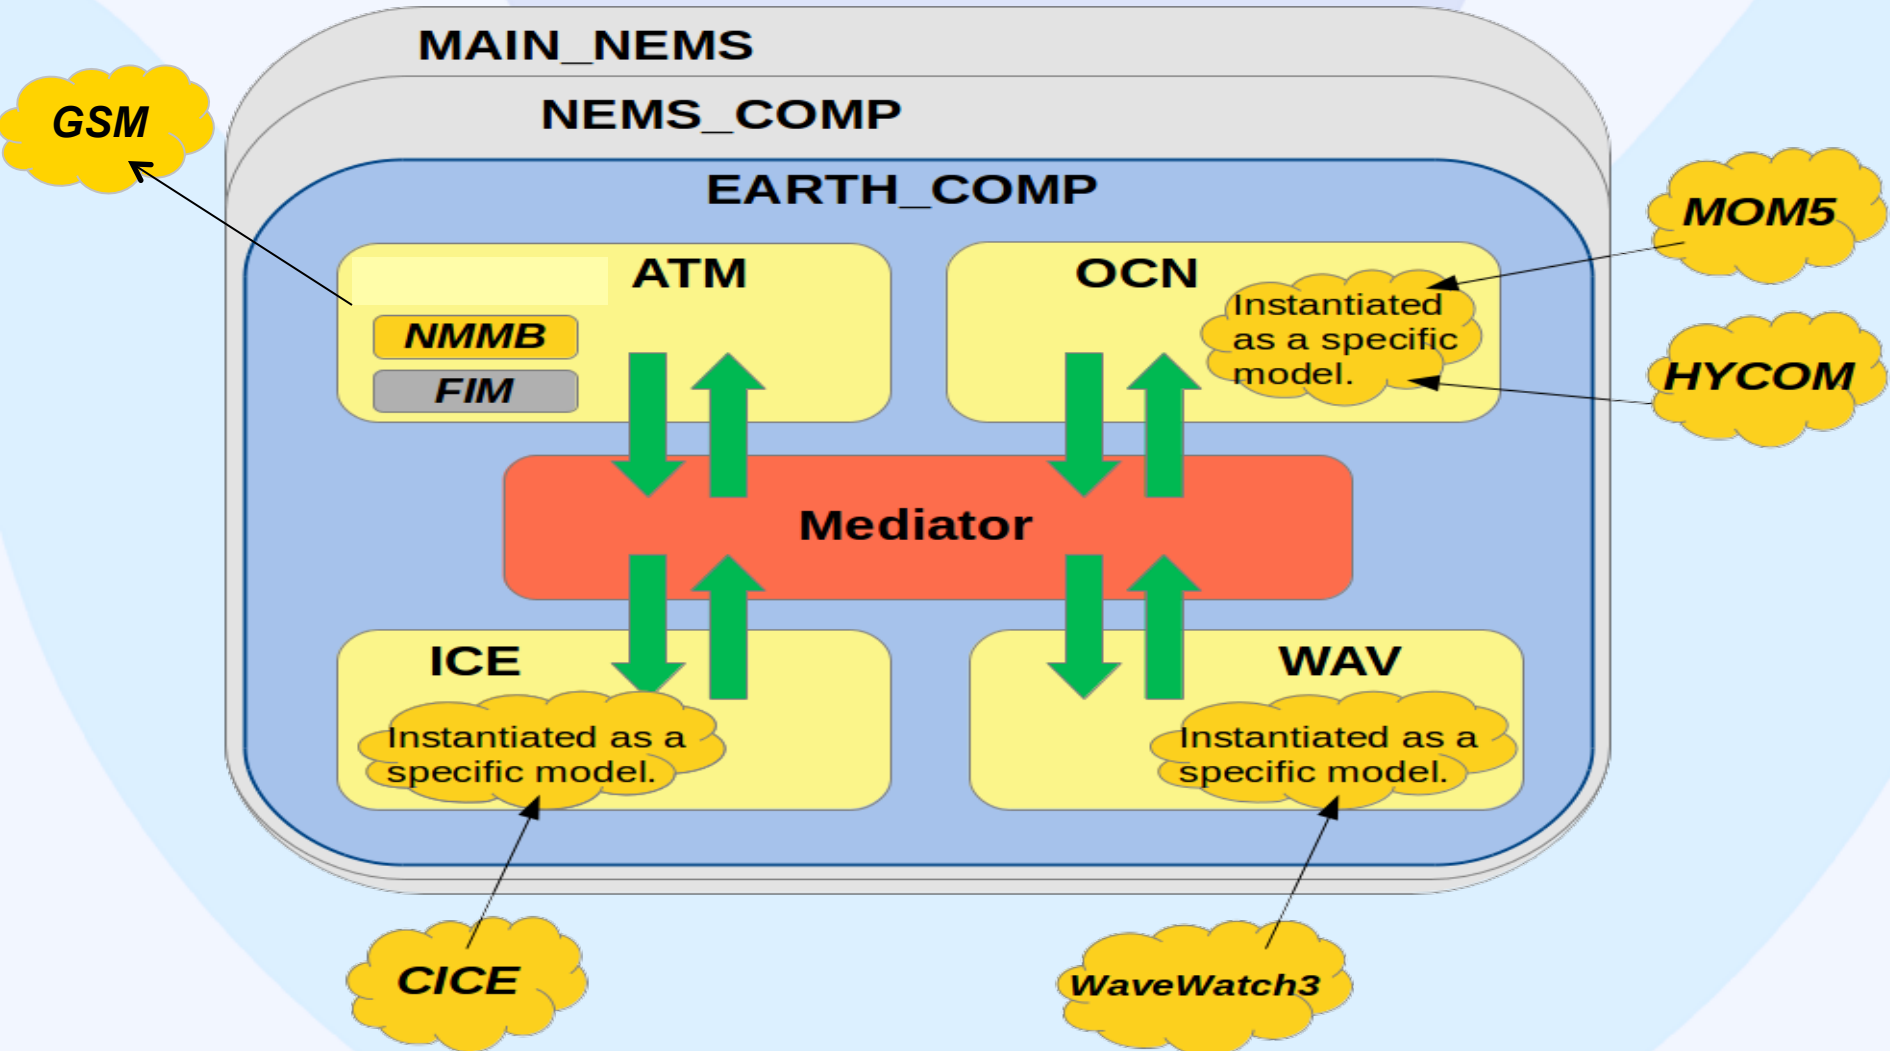 MAIN_NEMS
NEMS_COMP
GSM
EARTH_COMP
MOM5
ATM
OCN
Instantiated
as a specific
model.
NMMB
FIM
HYCOM
Mediator
ICE
WAV
Instantiated as a
specific model.
Instantiated as a
specific model.
CICE
WaveWatch3